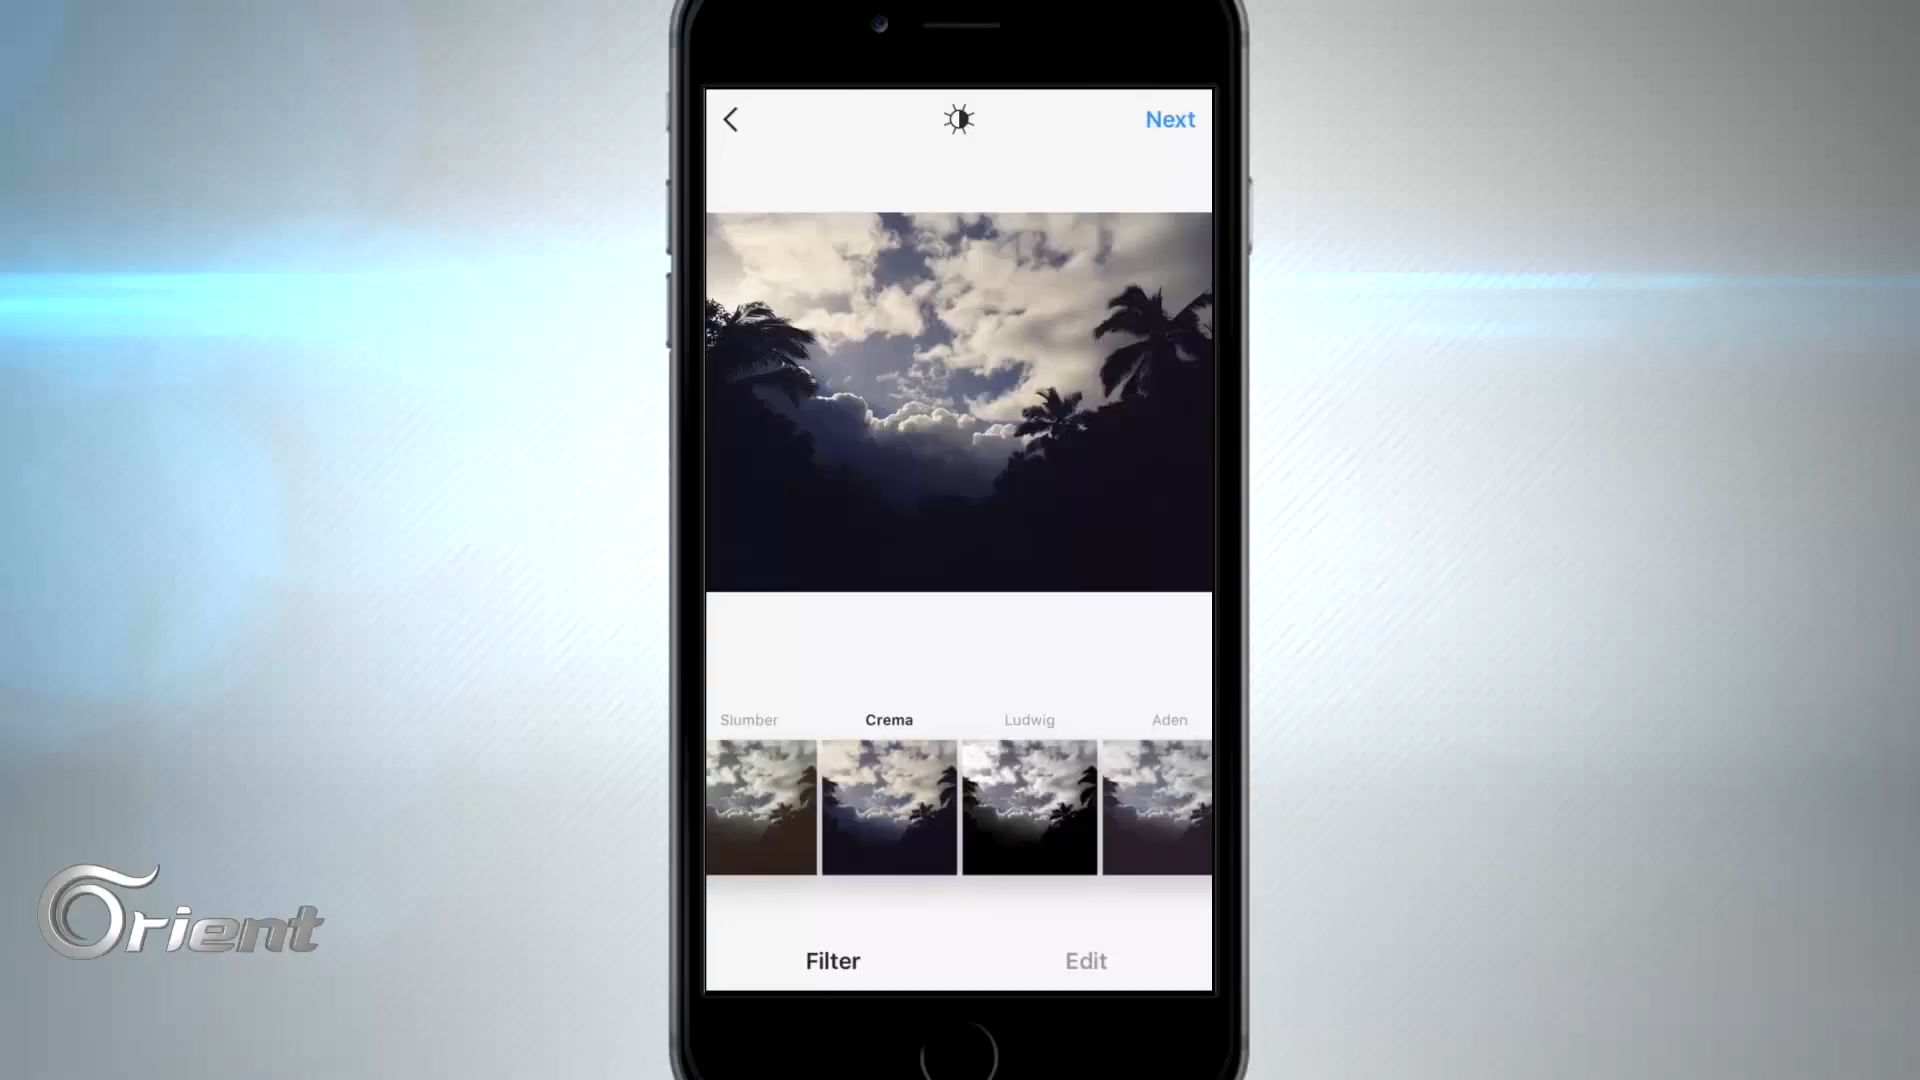 Next
Slumber
Crema
Ludwig
Aden
Orient
Filter
Edit